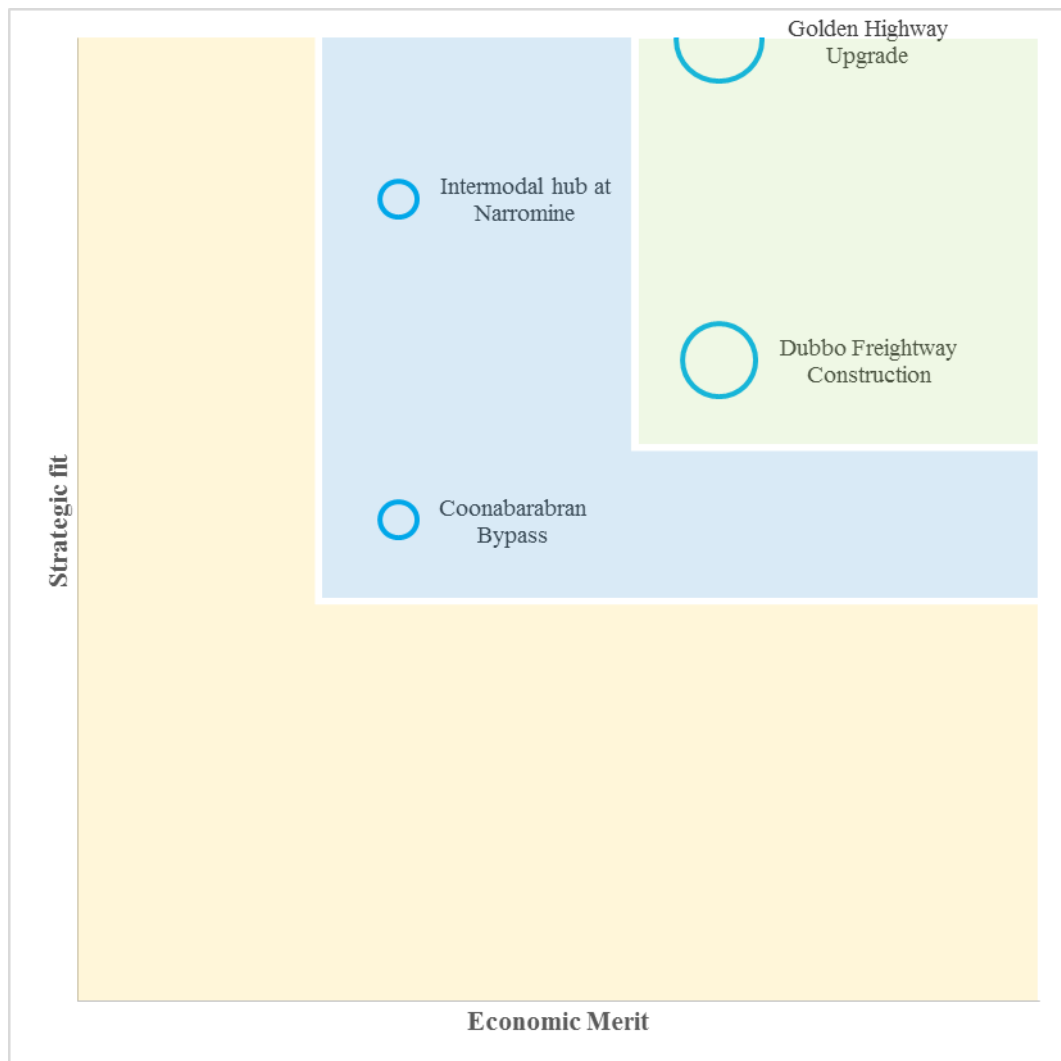 Golden Highway
Upgrade
Intermodal hub at
Narromine
Dubbo Freightway
Construction
Coonabarabran
Bypass
Strategic fit
Economic Merit